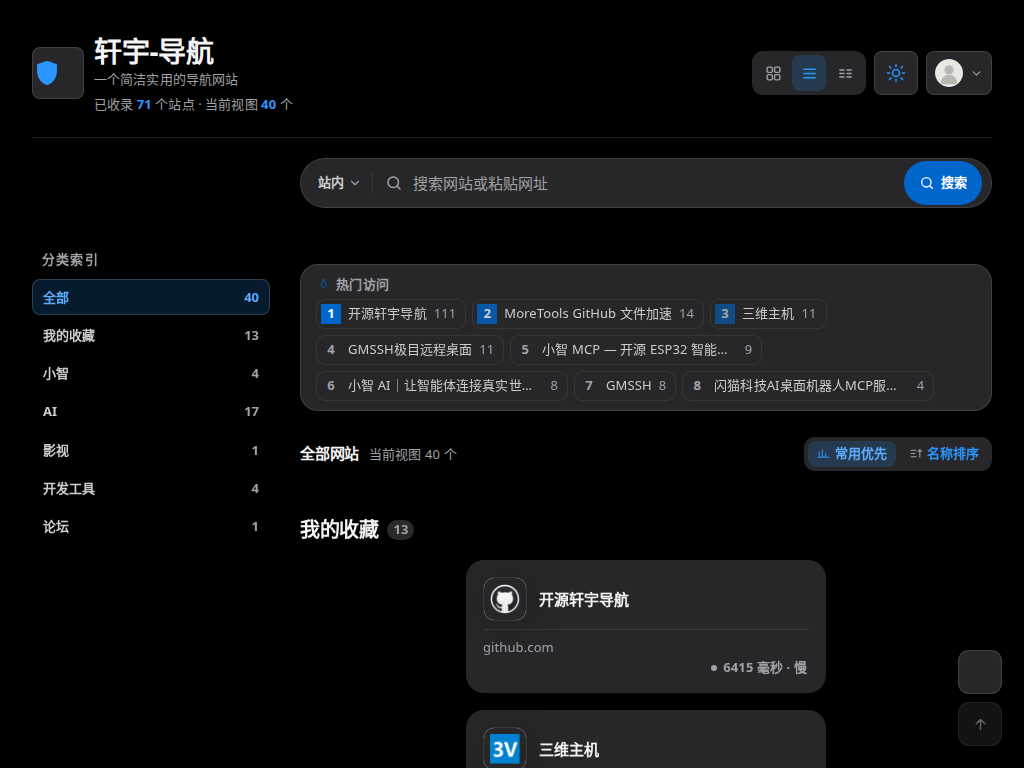 轩宇-导航
一个简洁实用的导航网站
已收录 71 个站点 · 当前视图 40 个
站内
搜索网站或粘贴网址
搜索
分类索引
全部 40
我的收藏 13
小智 4
AI 17
影视 1
开发工具 4
论坛 1
热门访问
1 开源轩宇导航 111
2 MoreTools GitHub 文件加速 14
3 三维主机 11
4 GMSSH极目远程桌面 11
5 小智 MCP — 开源 ESP32 智能... 9
6 小智 AI｜让智能体连接真实世... 8
7 GMSSH 8
8 闪猫科技AI桌面机器人MCP服... 4
全部网站 当前视图 40 个
常用优先
名称排序
我的收藏 13
开源轩宇导航
github.com
6415 毫秒 · 慢
3V
三维主机